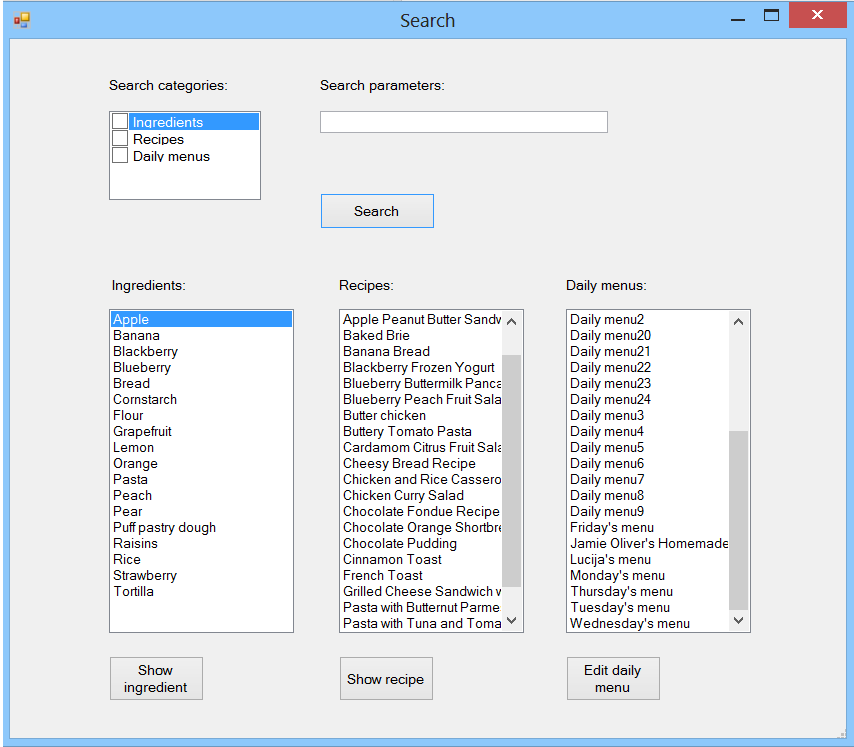 Search
Search categories:
Search parameters:
Ingredients
Recipes
Daily menus
Search
Ingredients:
Apple
Banana
Blackberry
Blueberry
Bread
Cornstarch
Flour
Grapefruit
Lemon
Orange
Pasta
Peach
Pear
Puff pastry dough
Raisins
Rice
Strawberry
Tortilla
Show
ingredient
Recipes:
Apple Peanut Butter Sandw
Baked Brie
Banana Bread
Blackberry Frozen Yogurt
Blueberry Buttermilk Panca
Blueberry Peach Fruit Sala
Butter chicken
Buttery Tomato Pasta
Cardamom Citrus Fruit Sala
Cheesy Bread Recipe
Chicken and Rice Cassero
Chicken Curry Salad
Chocolate Fondue Recipe
Chocolate Orange Shortbre
Chocolate Pudding
Cinnamon Toast
French Toast
Grilled Cheese Sandwich w
Pasta with Butternut Parme
Pasta with Tuna and Toma
Show recipe
Daily menus:
Daily menu2
Daily menu20
Daily menu21
Daily menu22
Daily menu23
Daily menu24
Daily menu3
Daily menu4
Daily menu5
Daily menu6
Daily menu7
Daily menu8
Daily menu9
Friday's menu
Jamie Oliver's Homemade
Lucija's menu
Monday's menu
Thursday's menu
Tuesday's menu
Wednesday's menu
Edit daily
menu